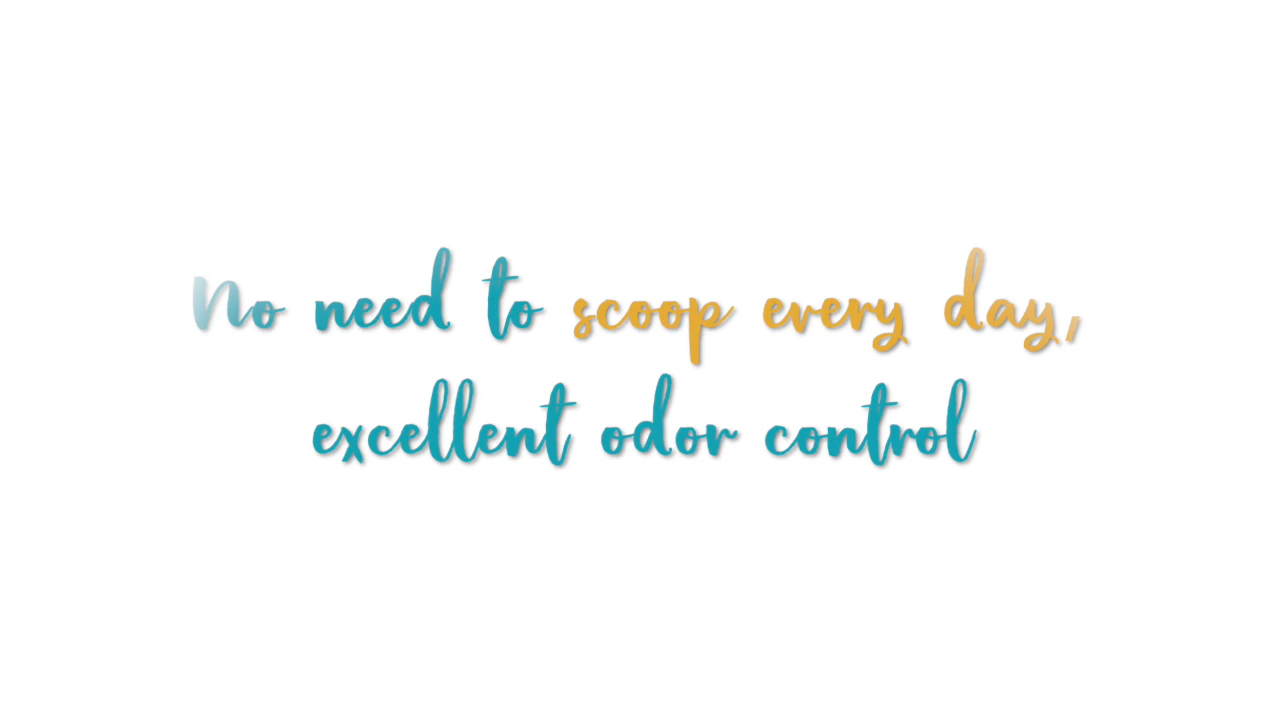 No need to scoop every day,
excellent odor control